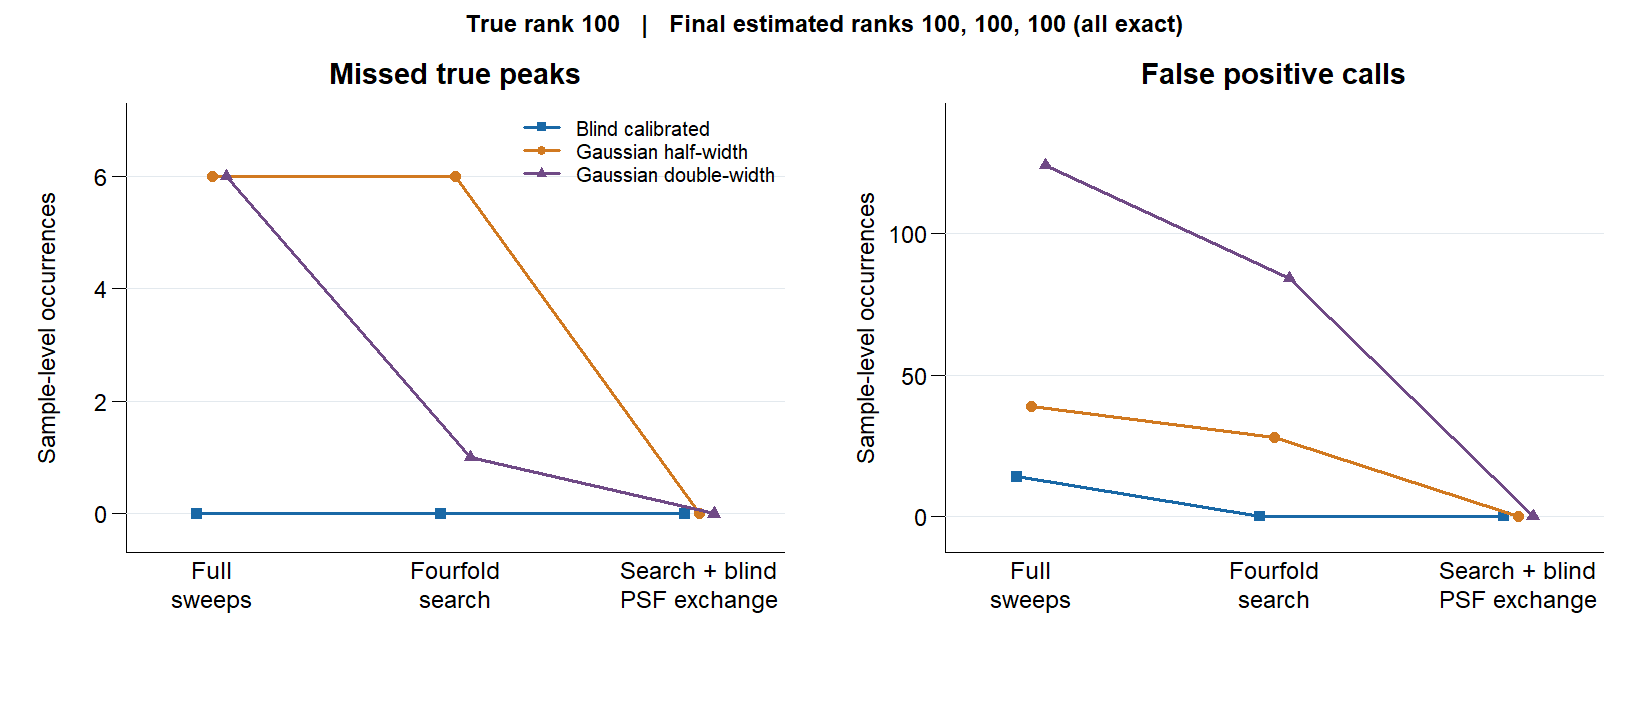 True rank 100 | Final estimated ranks 100, 100, 100 (all exact)
Missed true peaks
Blind calibrated
Gaussian half-width
Gaussian double-width
Sample-level occurrences
6
4
2
0
Full
sweeps
Fourfold
search
Search + blind
PSF exchange
False positive calls
Sample-level occurrences
100
50
0
Full
sweeps
Fourfold
search
Search + blind
PSF exchange